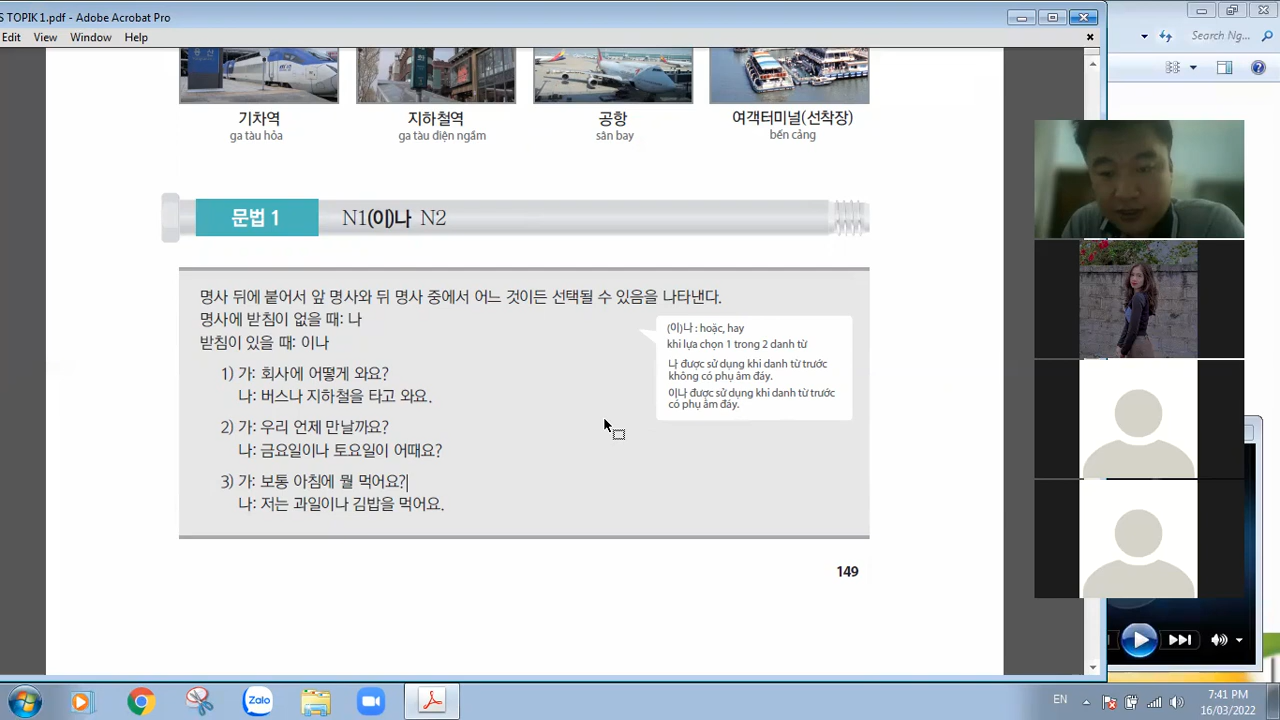 S TOPIK 1.pdf - Adobe Acrobat Pro
Edit View Window Help
Search Ng...
기차역
ga tàu hỏa
지하철역
ga tàu điện ngầm
공항
sân bay
여객터미널(선착장)
bến cảng
문법 1
N1(이)나 N2
명사 뒤에 붙어서 앞 명사와 뒤 명사 중에서 어느 것이든 선택될 수 있음을 나타낸다.
명사에 받침이 없을 때: 나
받침이 있을 때: 이나
(이)나 : hoặc, hay
khi lựa chọn 1 trong 2 danh từ
나 được sử dụng khi danh từ trước
không có phụ âm đáy.
이나 được sử dụng khi danh từ trước
có phụ âm đáy.
1) 가: 회사에 어떻게 와요?
나: 버스나 지하철을 타고 와요.
2) 가: 우리 언제 만날까요?
나: 금요일이나 토요일이 어때요?
3) 가: 보통 아침에 뭘 먹어요?
나: 저는 과일이나 김밥을 먹어요.
149
Zalo
EN
7:41 PM
16/03/2022